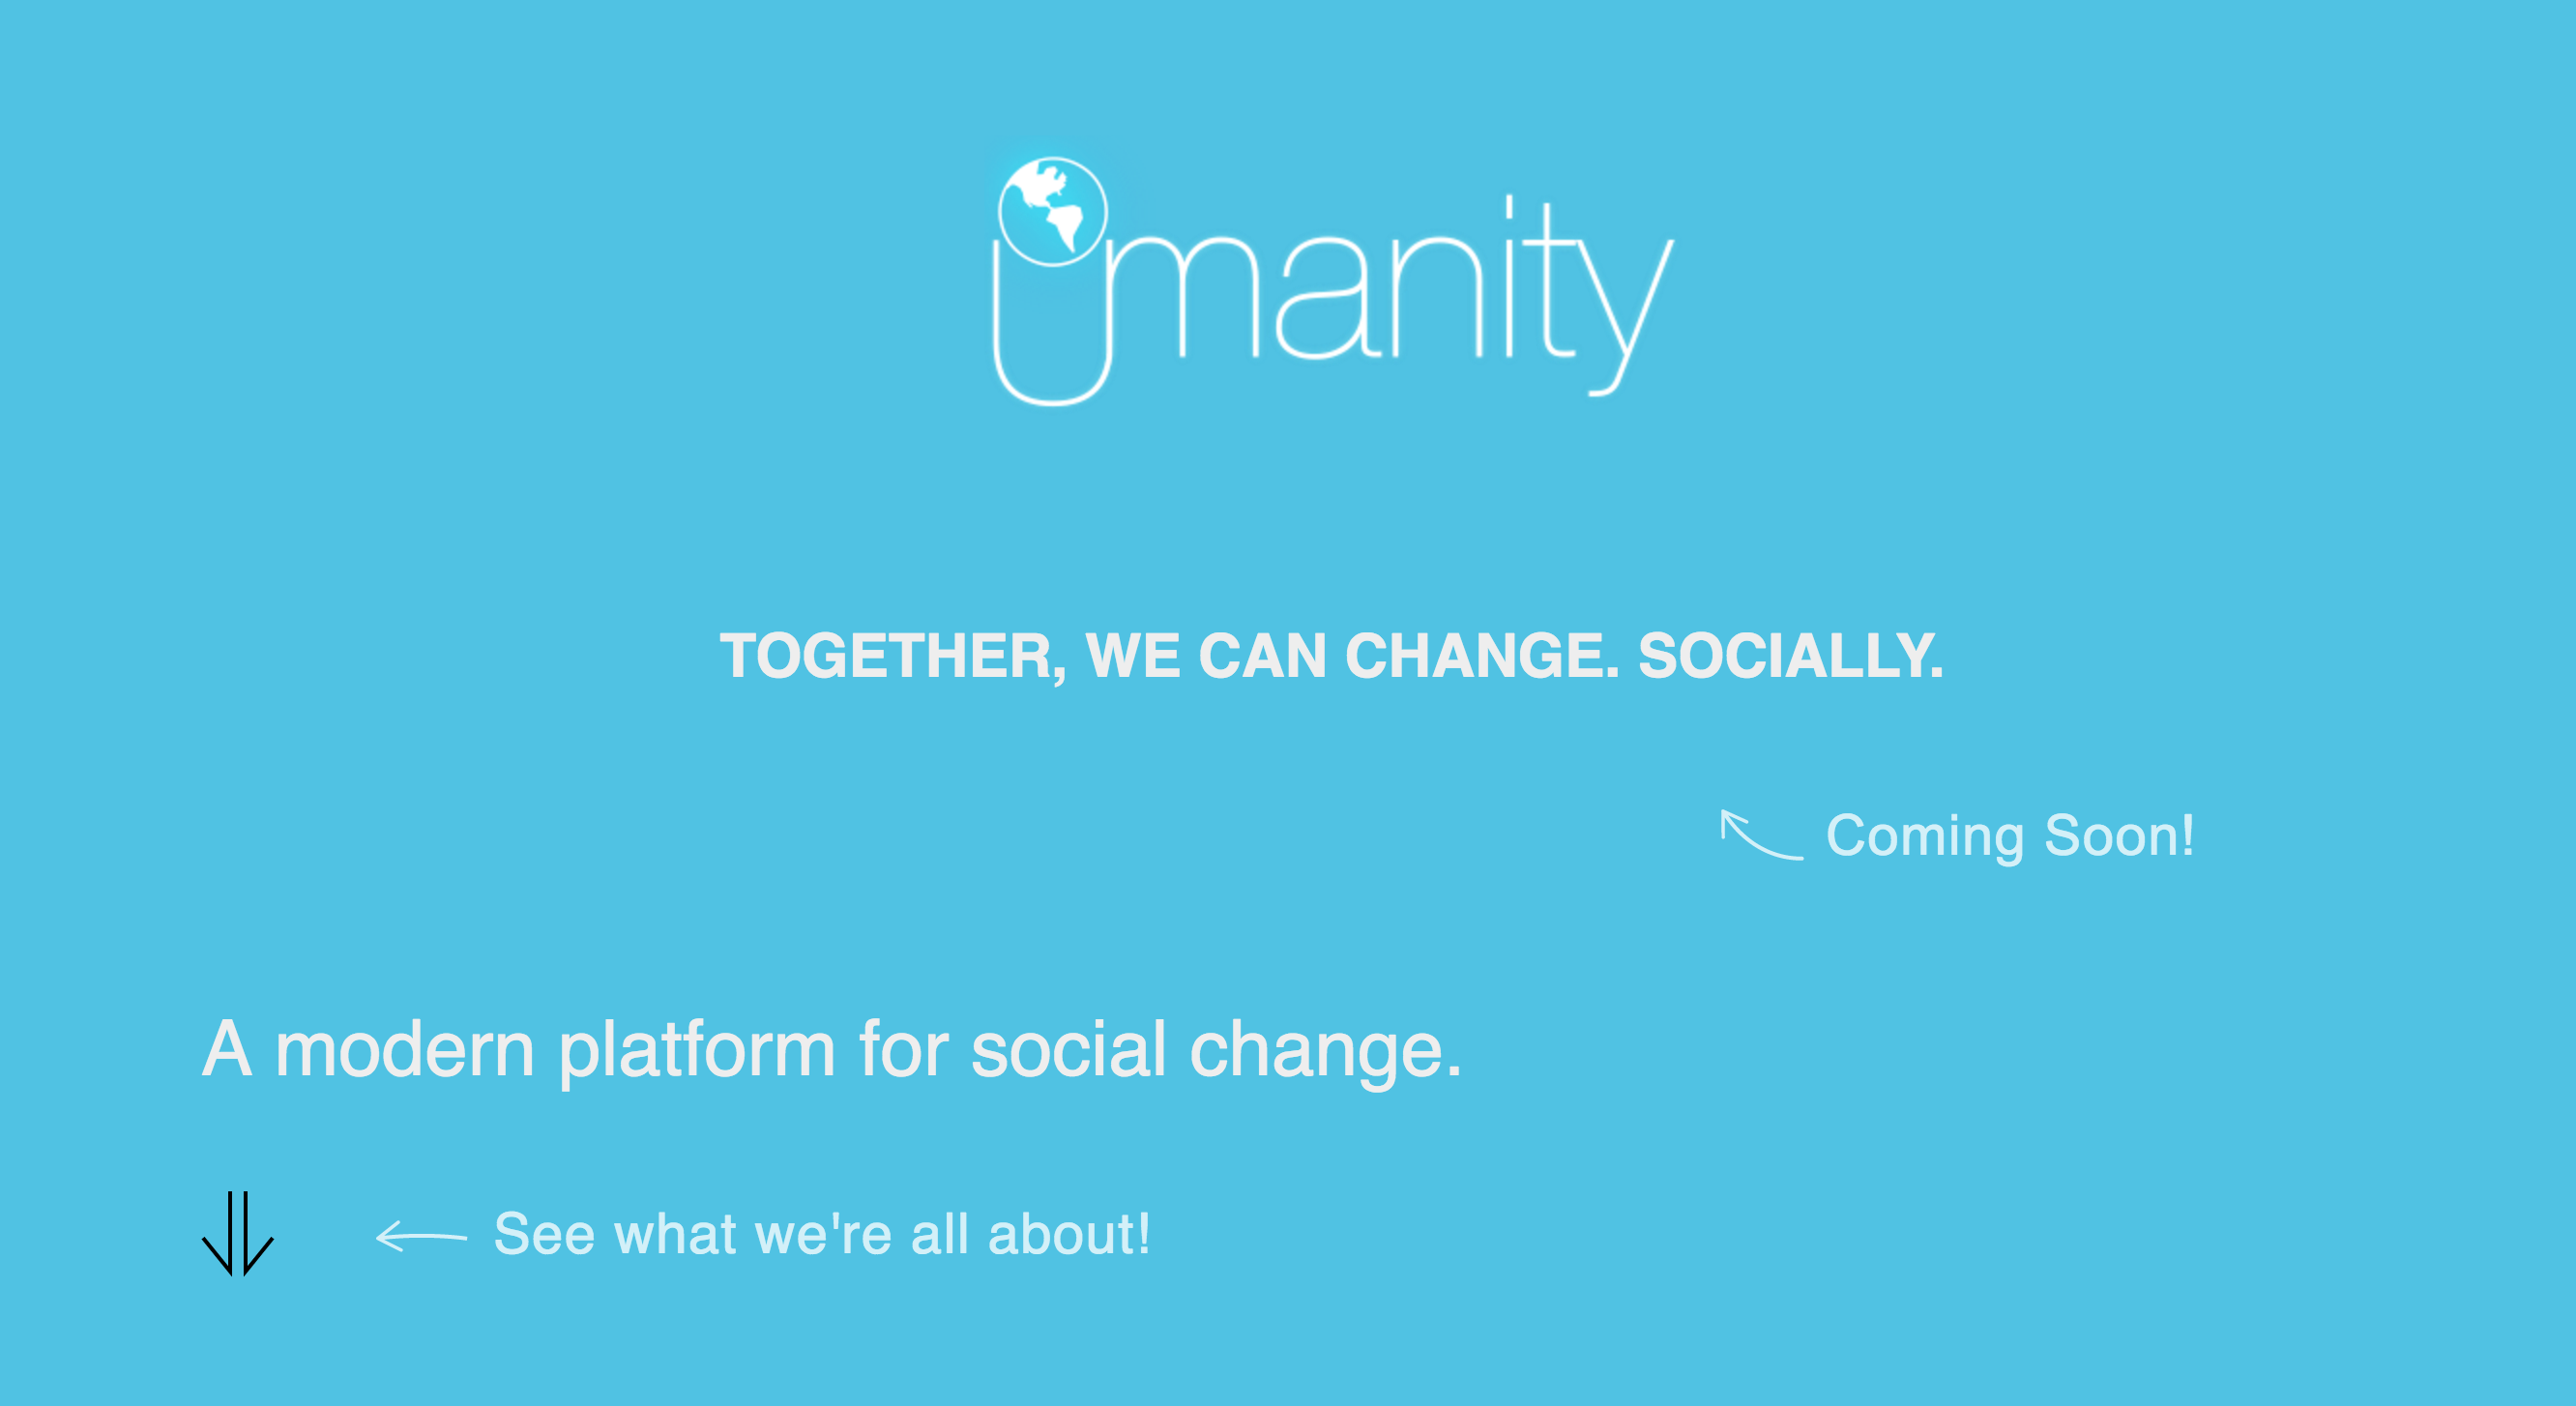 umanity
TOGETHER, WE CAN CHANGE. SOCIALLY.
Coming Soon!
A modern platform for social change.
See what we're all about!